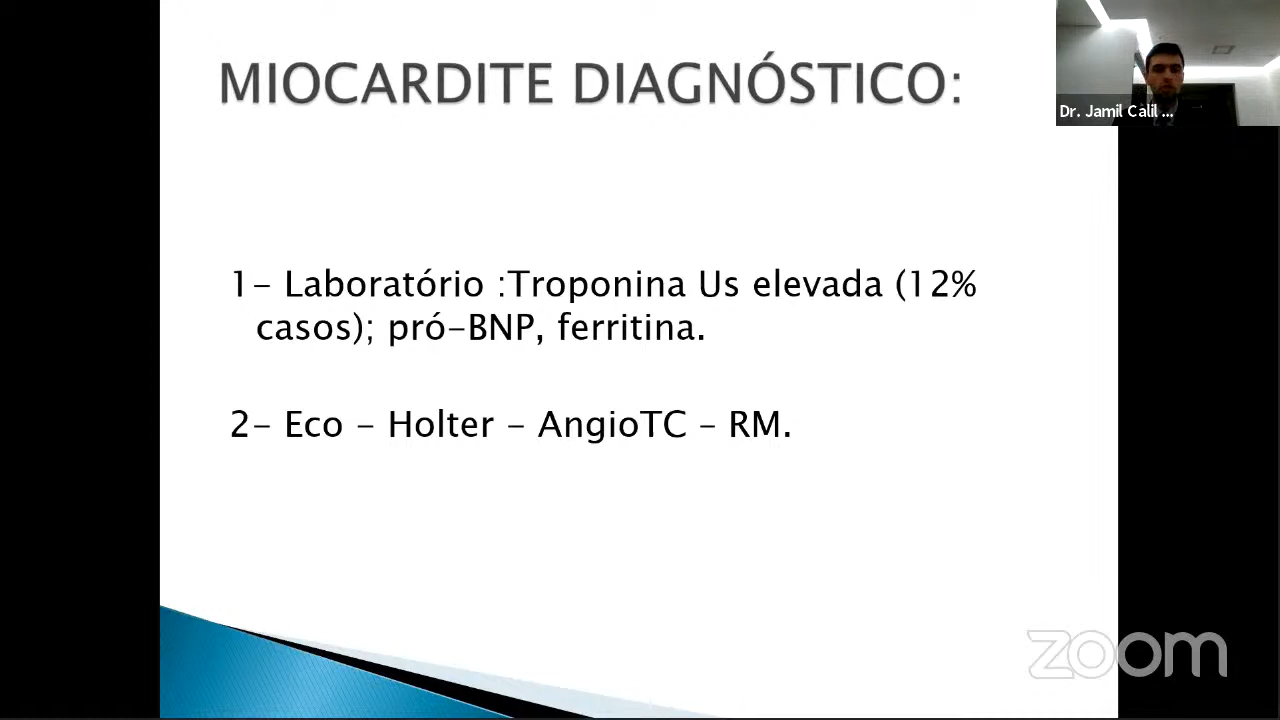 MIOCARDITE DIAGNÓSTICO:
Dr. Jamil Calil ...
1- Laboratório :Troponina Us elevada (12%
casos); pró-BNP, ferritina.
2- Eco - Holter - AngioTC - RM.
zoom